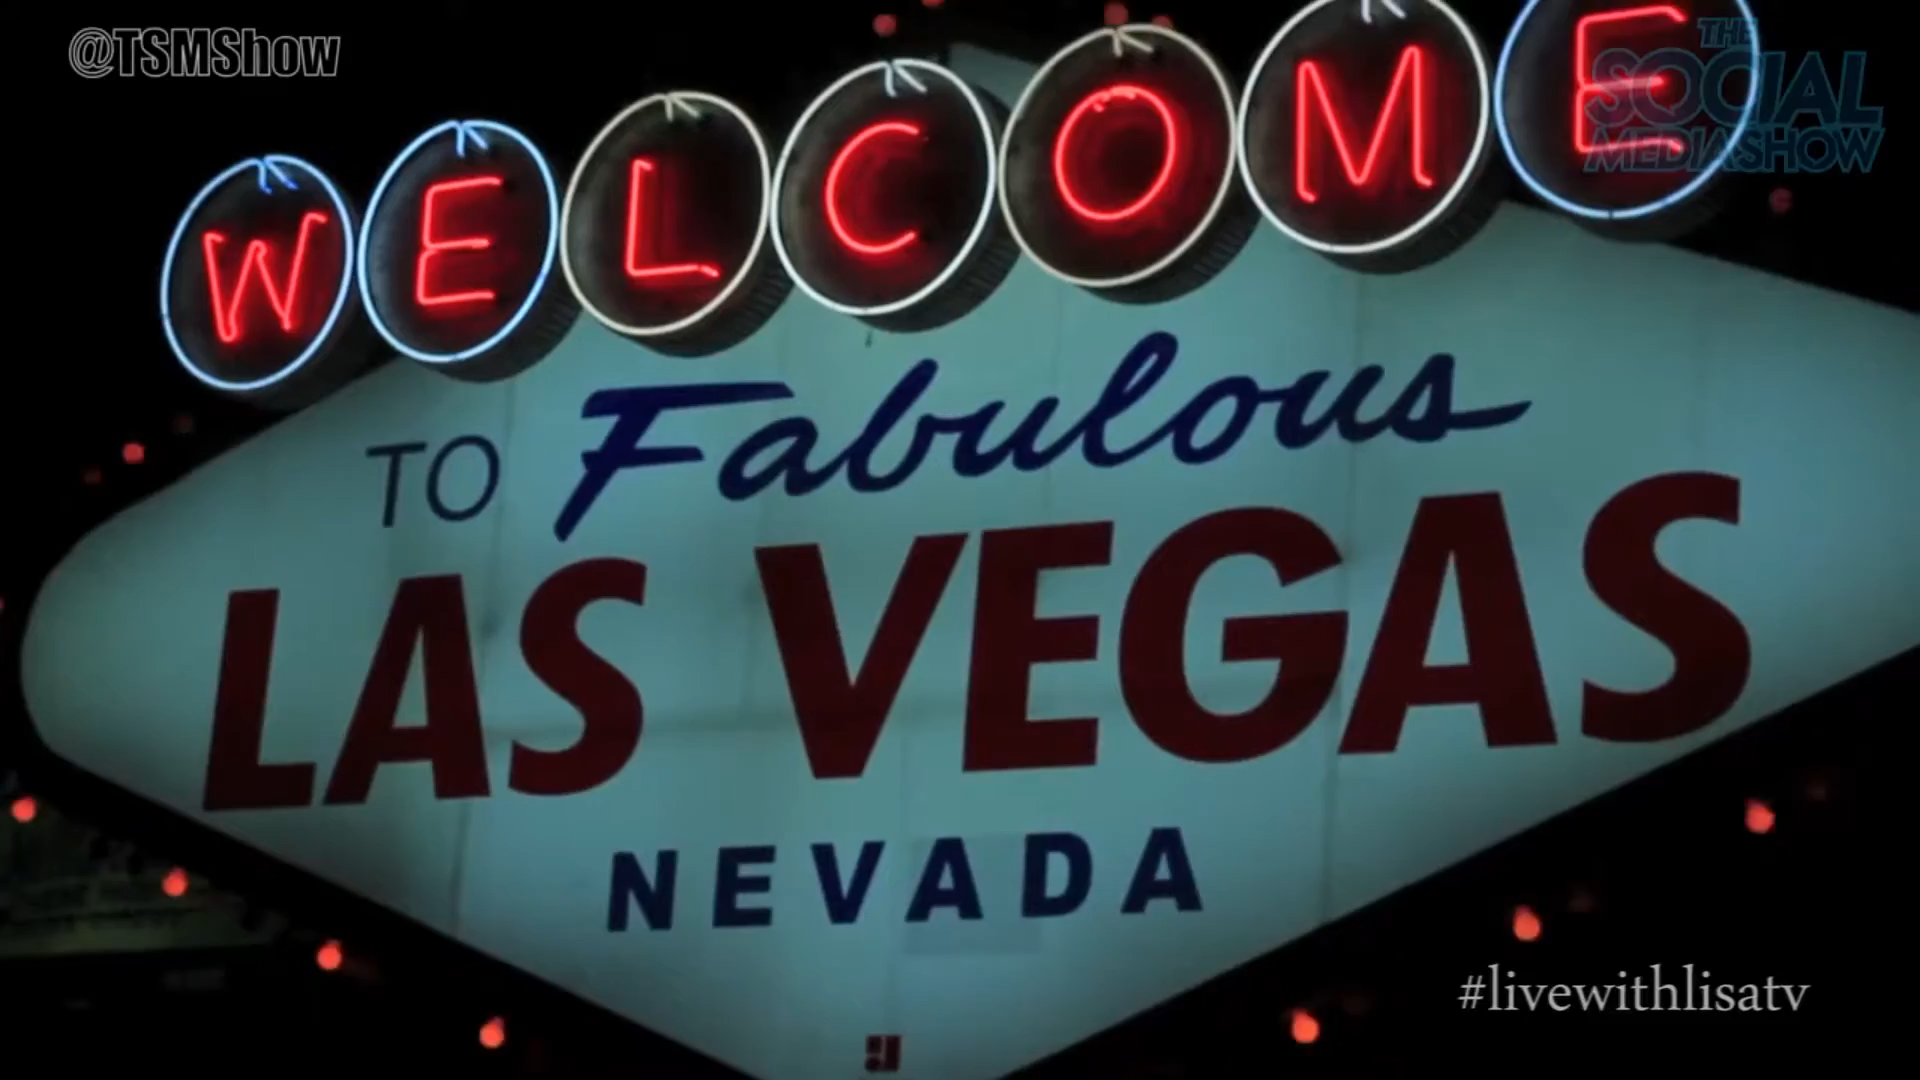 @TSMShow
THE
SOCIAL
MEDIASHOW
WELCOME
TO Fabulous
LAS VEGAS
NEVADA
#livewithlisatv